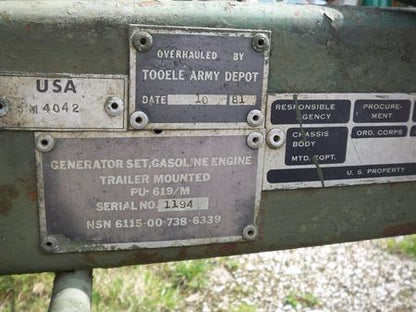 OVERHAULED BY
TOOELE ARMY DEPOT
DATE 10 81
USA
5M4042
GENERATOR SET, GASOLINE ENGINE
TRAILER MOUNTED
PU-619/M
SERIAL NO. 1194
NSN 6115-00-738-6339
RESPONSIBLE
AGENCY
PROCURE-
MENT
CHASSIS
BODY
MTD. EQPT.
ORD. CORPS
U.S. PROPERTY